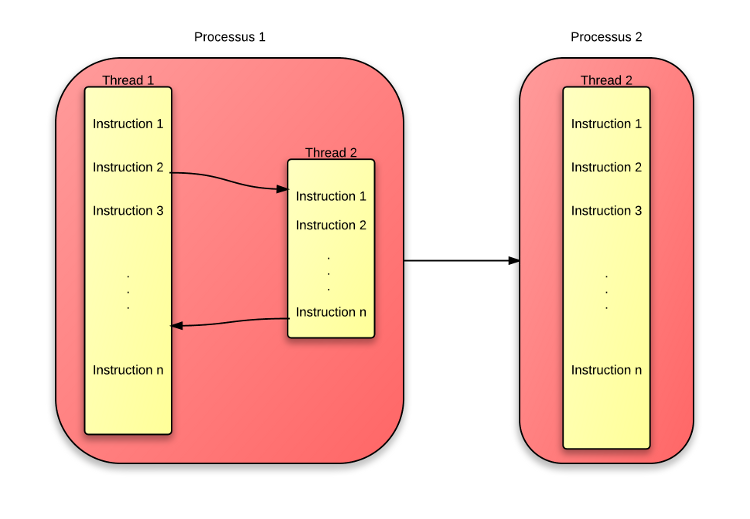 Processus 1
Thread 1
Instruction 1
Instruction 2
Instruction 3
.
.
.
Instruction n
Thread 2
Instruction 1
Instruction 2
.
.
.
Instruction n
Processus 2
Thread 2
Instruction 1
Instruction 2
Instruction 3
.
.
.
Instruction n